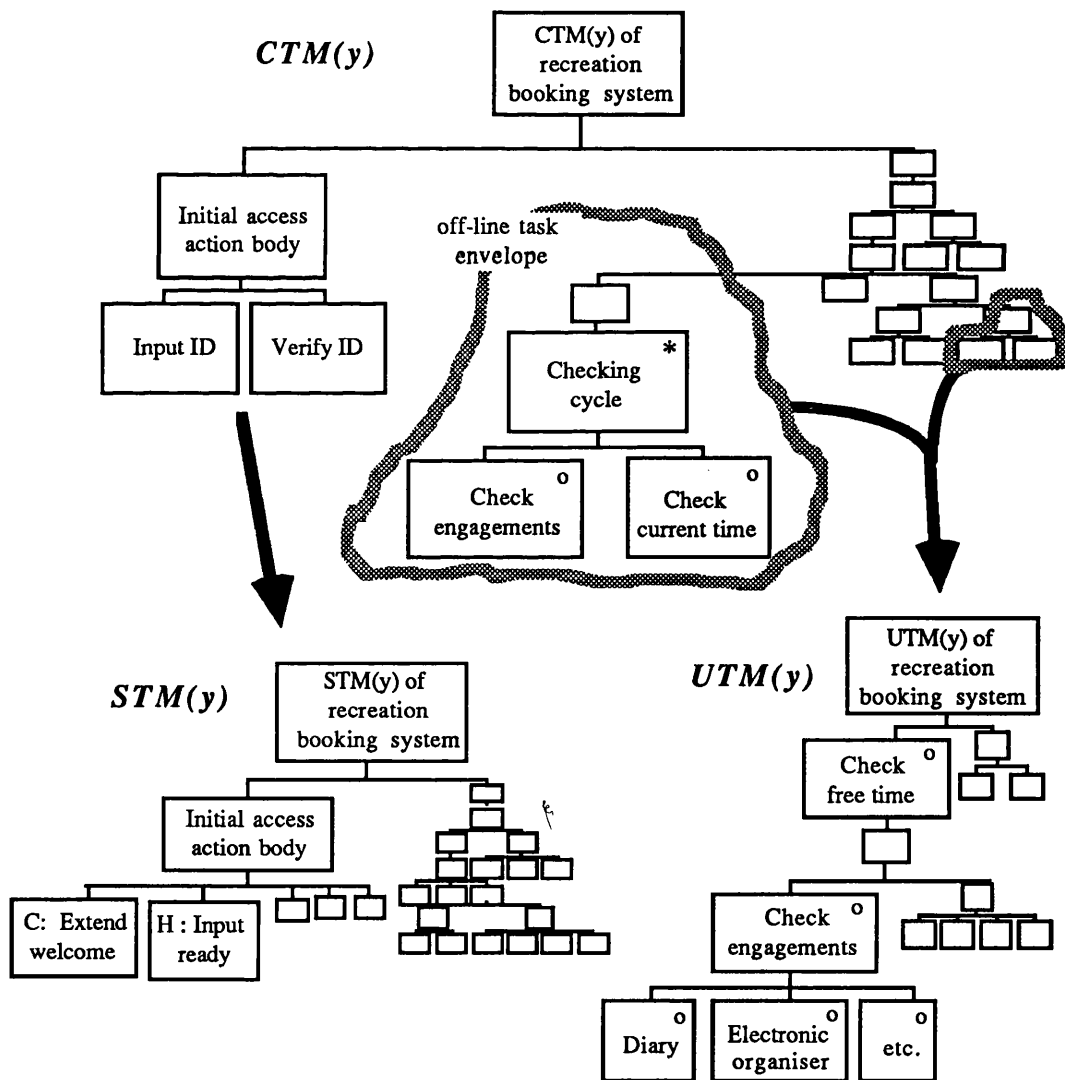 CTM(y)
CTM(y) of
recreation
booking system
Initial access
action body
Input ID
Verify ID
off-line task
envelope
*
Checking
cycle
o
Check
engagements
o
Check
current time
STM(y)
STM(y) of
recreation
booking system
Initial access
action body
C: Extend
welcome
H : Input
ready
UTM(y)
UTM(y) of
recreation
booking system
o
Check
free time
o
Check
engagements
o
Diary
o
Electronic
organiser
o
etc.